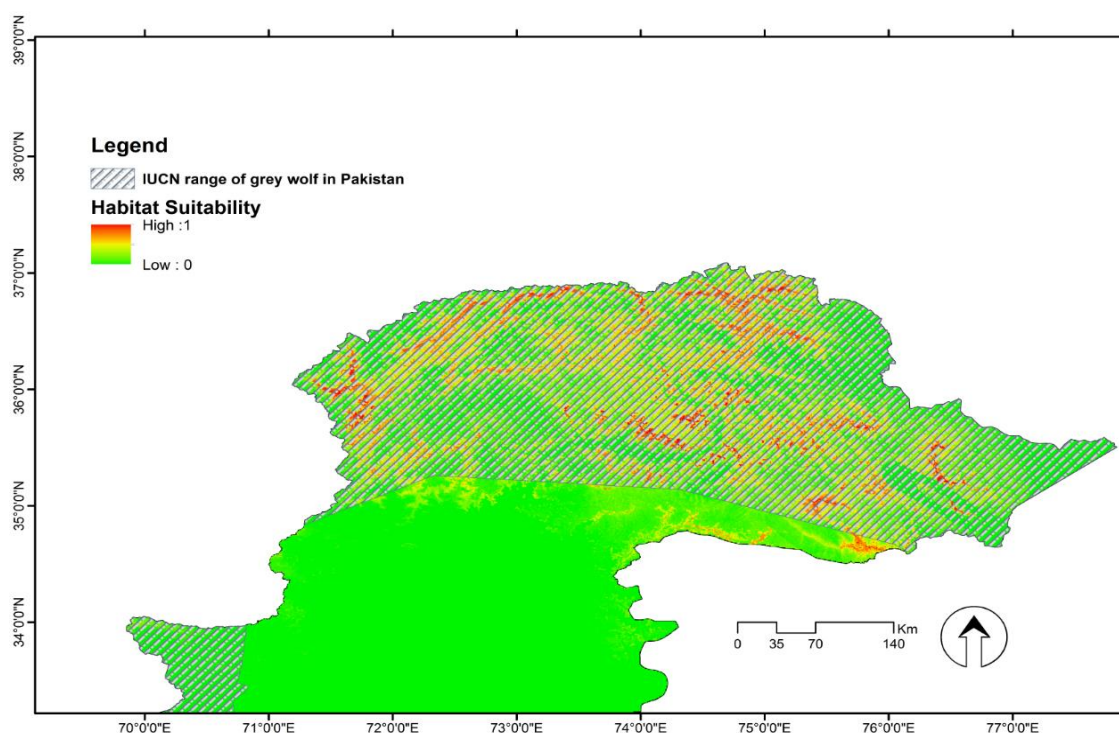 Legend
IUCN range of grey wolf in Pakistan
Habitat Suitability
High :1
Low : 0
39°0'0"N
38°0'0"N
37°0'0"N
36°0'0"N
35°0'0"N
34°0'0"N
Km
0 35 70 140
70°0'0"E 71°0'0"E 72°0'0"E 73°0'0"E 74°0'0"E 75°0'0"E 76°0'0"E 77°0'0"E